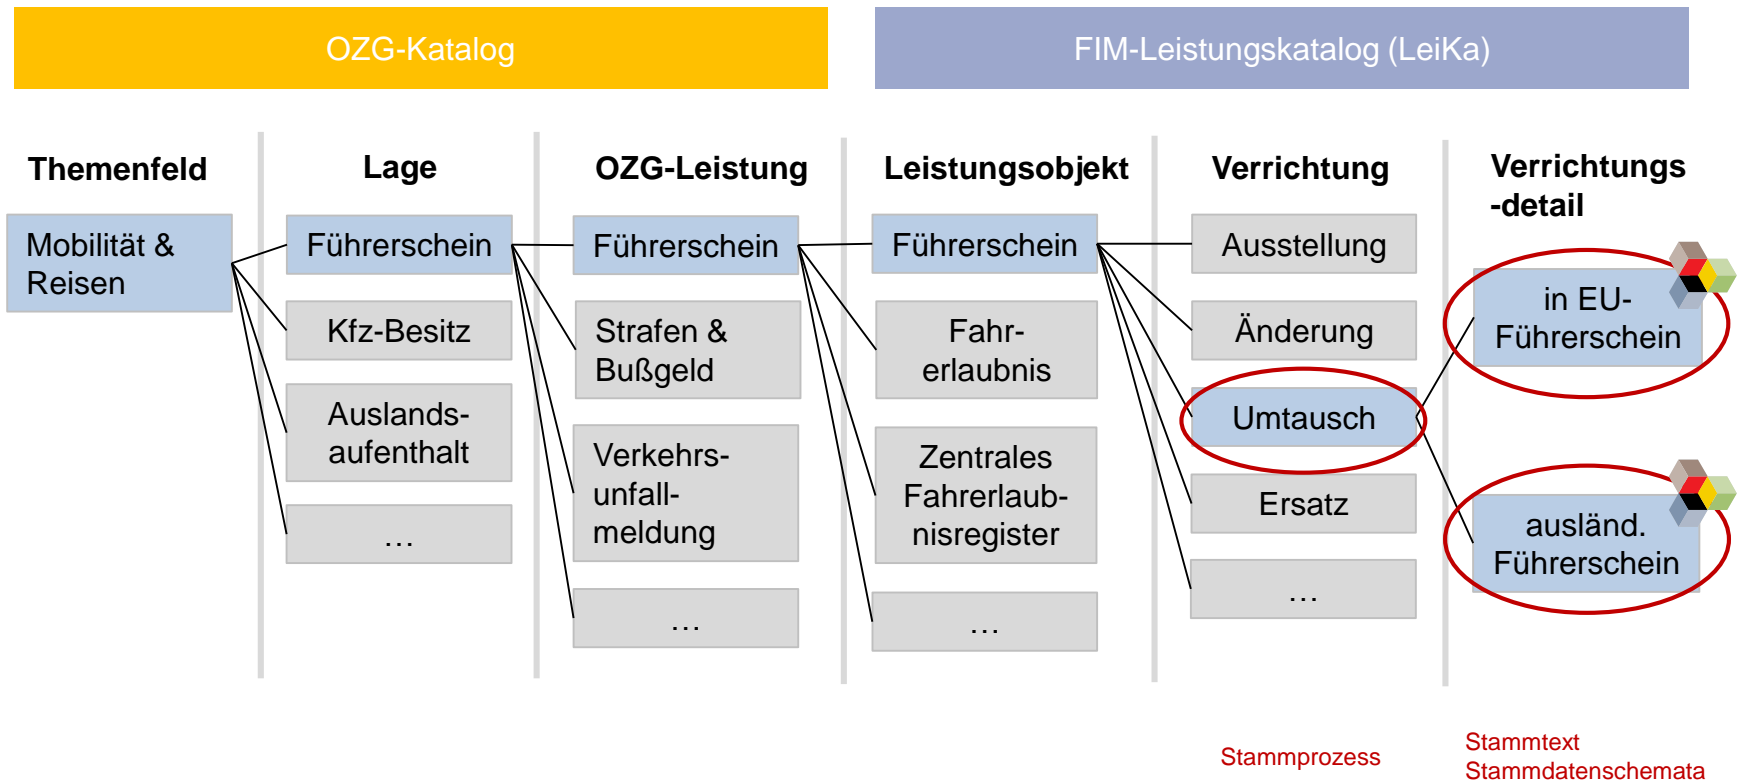 OZG-Katalog
FIM-Leistungskatalog (LeiKa)
Themenfeld
Mobilität &
Reisen
Lage
Führerschein
Kfz-Besitz
Auslands-
aufenthalt
…
OZG-Leistung
Führerschein
Strafen &
Bußgeld
Verkehrs-
unfall-
meldung
…
Leistungsobjekt
Führerschein
Fahr-
erlaubnis
Zentrales
Fahrerlaub-
nisregister
…
Verrichtung
Ausstellung
Änderung
Umtausch
Ersatz
…
Stammprozess
Verrichtungs
-detail
in EU-
Führerschein
ausländ.
Führerschein
Stammtext
Stammdatenschemata